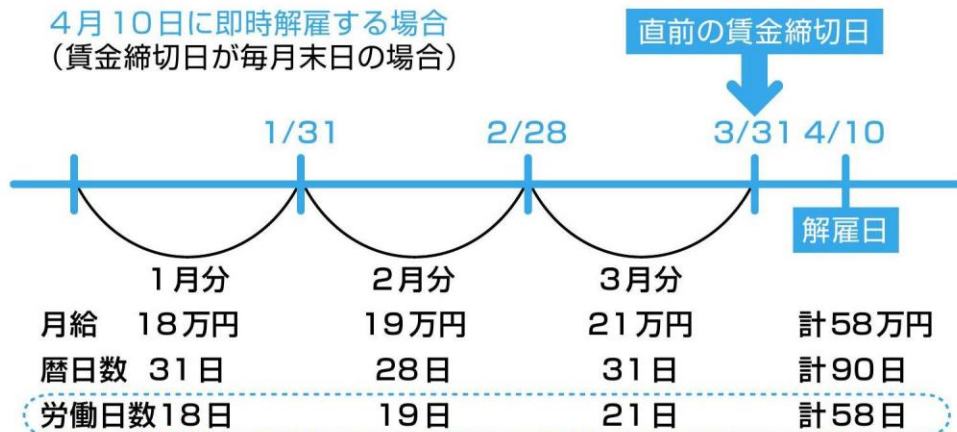 4月10日に即時解雇する場合
（賃金締切日が毎月末日の場合）
直前の賃金締切日
1/31 2/28 3/31 4/10
解雇日
1月分 2月分 3月分
月給 18万円 19万円 21万円 計58万円
暦日数 31日 28日 31日 計90日
労働日数18日 19日 21日 計58日